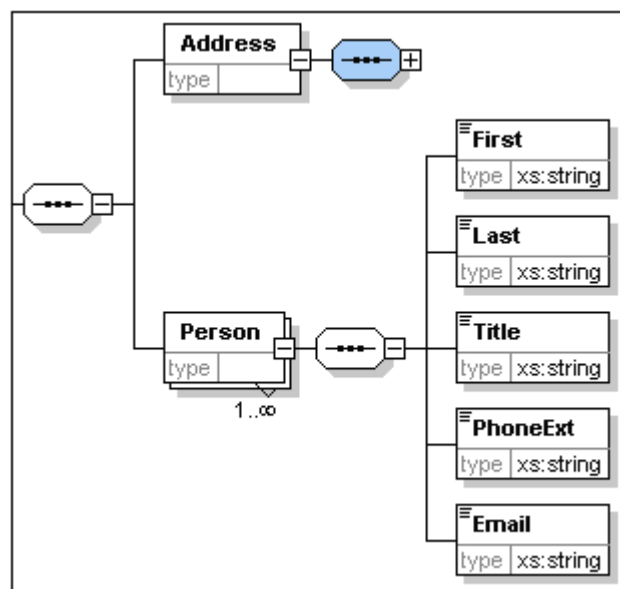 Address
type
First
type xs:string
Last
type xs:string
Person
type
1..∞
Title
type xs:string
PhoneExt
type xs:string
Email
type xs:string